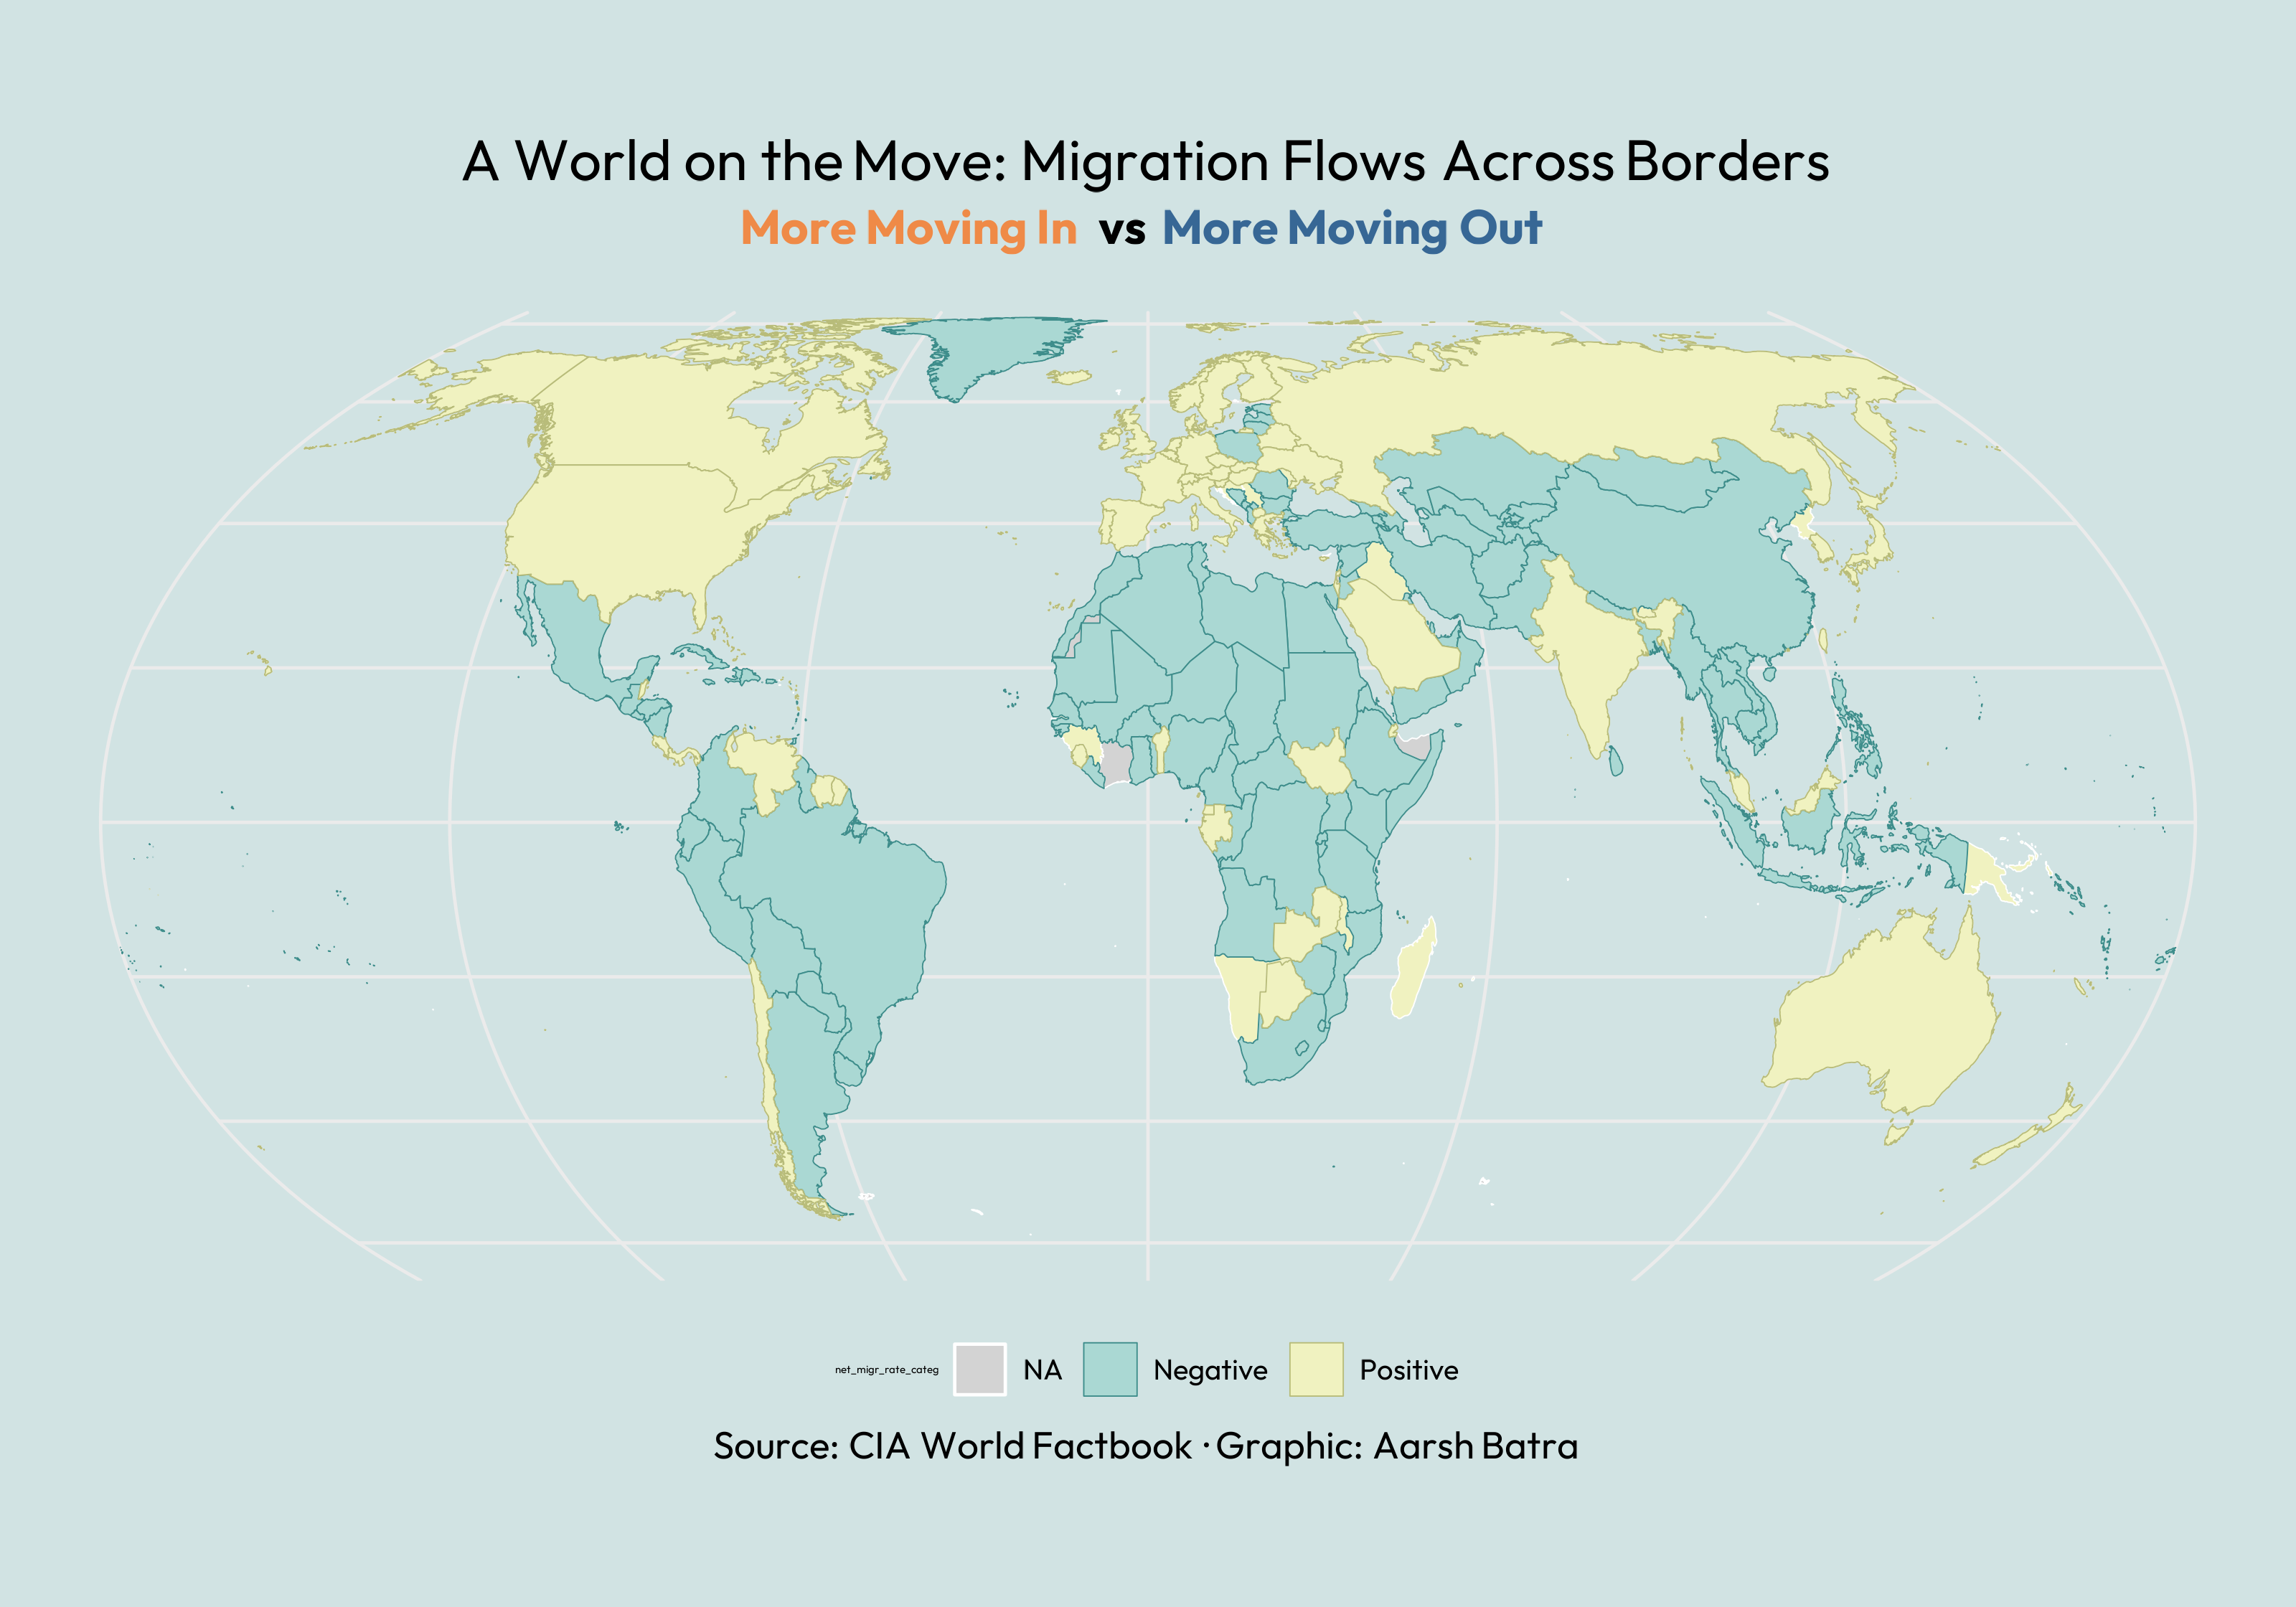 A World on the Move: Migration Flows Across Borders
More Moving In vs More Moving Out
net_migr_rate_categ NA Negative Positive
Source: CIA World Factbook · Graphic: Aarsh Batra